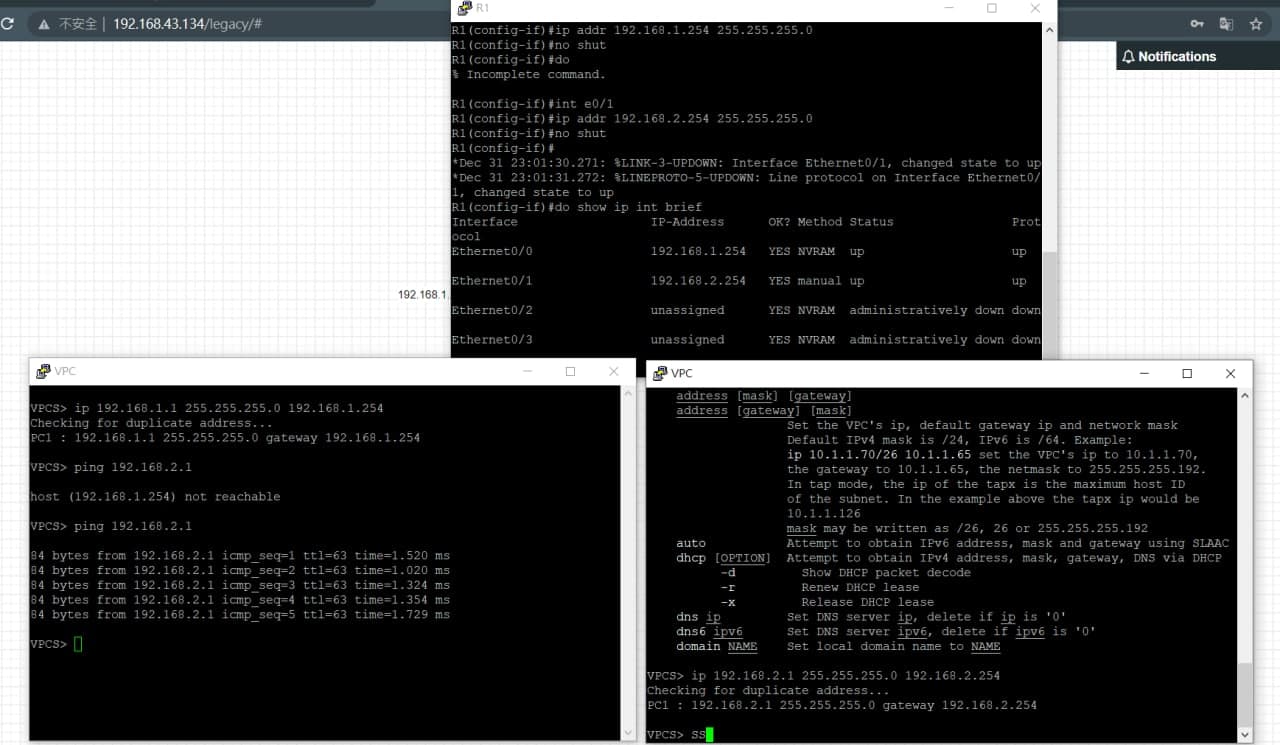 不安全 192.168.43.134/legacy/#
Notifications
192.168.1.
R1
R1(config-if)#ip addr 192.168.1.254 255.255.255.0
R1(config-if)#no shut
R1(config-if)#do
% Incomplete command.
R1(config-if)#int e0/1
R1(config-if)#ip addr 192.168.2.254 255.255.255.0
R1(config-if)#no shut
R1(config-if)#
*Dec 31 23:01:30.271: %LINK-3-UPDOWN: Interface Ethernet0/1, changed state to up
*Dec 31 23:01:31.272: %LINEPROTO-5-UPDOWN: Line protocol on Interface Ethernet0/
1, changed state to up
R1(config-if)#do show ip int brief
Interface IP-Address OK? Method Status Prot
ocol
Ethernet0/0 192.168.1.254 YES NVRAM up up
Ethernet0/1 192.168.2.254 YES manual up up
Ethernet0/2 unassigned YES NVRAM administratively down down
Ethernet0/3 unassigned YES NVRAM administratively down down
VPC
VPCS> ip 192.168.1.1 255.255.255.0 192.168.1.254
Checking for duplicate address...
PC1 : 192.168.1.1 255.255.255.0 gateway 192.168.1.254
VPCS> ping 192.168.2.1
host (192.168.1.254) not reachable
VPCS> ping 192.168.2.1
84 bytes from 192.168.2.1 icmp_seq=1 ttl=63 time=1.520 ms
84 bytes from 192.168.2.1 icmp_seq=2 ttl=63 time=1.020 ms
84 bytes from 192.168.2.1 icmp_seq=3 ttl=63 time=1.324 ms
84 bytes from 192.168.2.1 icmp_seq=4 ttl=63 time=1.354 ms
84 bytes from 192.168.2.1 icmp_seq=5 ttl=63 time=1.729 ms
VPCS>
VPC
address [mask] [gateway]
address [gateway] [mask]
Set the VPC's ip, default gateway ip and network mask
Default IPv4 mask is /24, IPv6 is /64. Example:
ip 10.1.1.70/26 10.1.1.65 set the VPC's ip to 10.1.1.70,
the gateway to 10.1.1.65, the netmask to 255.255.255.192.
In tap mode, the ip of the tapx is the maximum host ID
of the subnet. In the example above the tapx ip would be
10.1.1.126
mask may be written as /26, 26 or 255.255.255.192
auto Attempt to obtain IPv6 address, mask and gateway using SLAAC
dhcp [OPTION] Attempt to obtain IPv4 address, mask, gateway, DNS via DHCP
-d Show DHCP packet decode
-r Renew DHCP lease
-x Release DHCP lease
dns ip Set DNS server ip, delete if ip is '0'
dns6 ipv6 Set DNS server ipv6, delete if ipv6 is '0'
domain NAME Set local domain name to NAME
VPCS> ip 192.168.2.1 255.255.255.0 192.168.2.254
Checking for duplicate address...
PC1 : 192.168.2.1 255.255.255.0 gateway 192.168.2.254
VPCS> SS